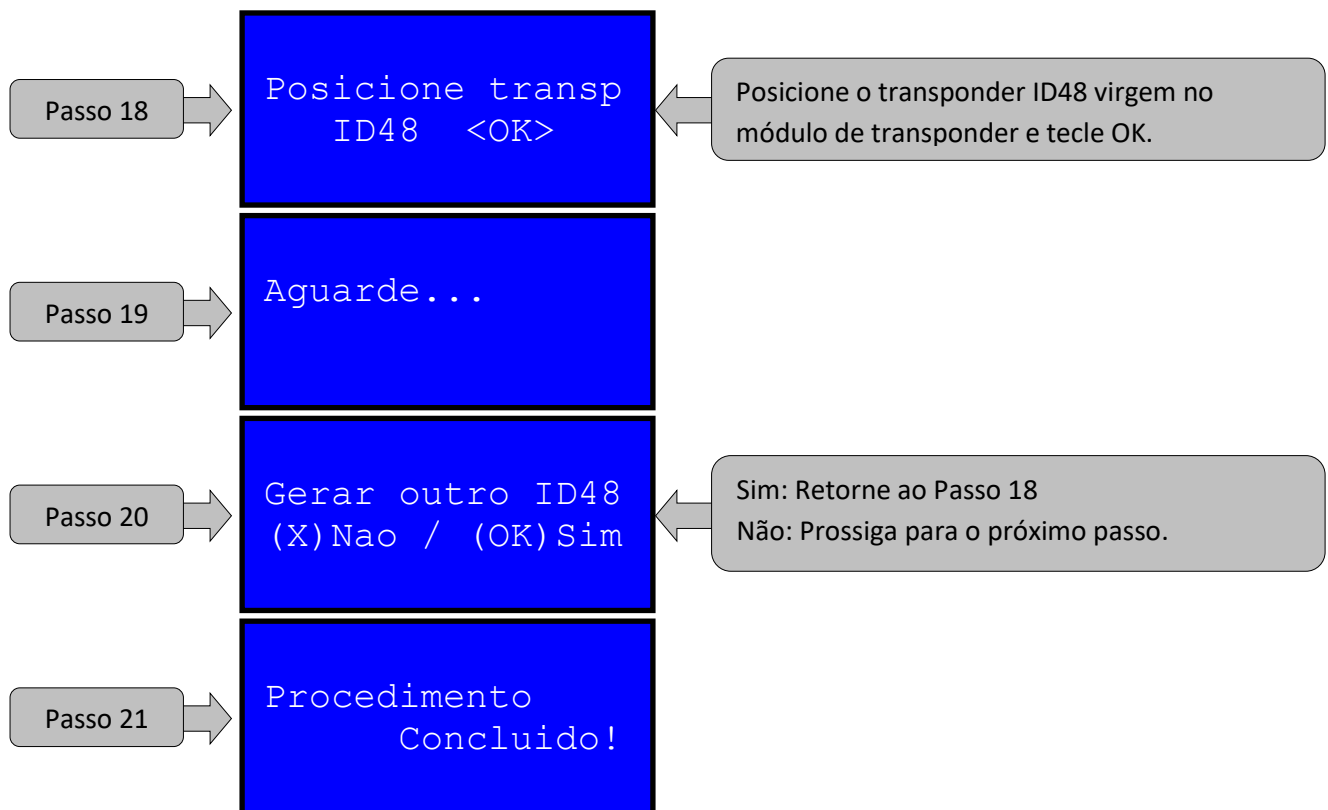 Passo 18
Posicione transp
ID48 <OK>
Posicione o transponder ID48 virgem no
módulo de transponder e tecle OK.
Passo 19
Aguarde...
Passo 20
Gerar outro ID48
(X)Nao / (OK)Sim
Sim: Retorne ao Passo 18
Não: Prossiga para o próximo passo.
Passo 21
Procedimento
Concluido!